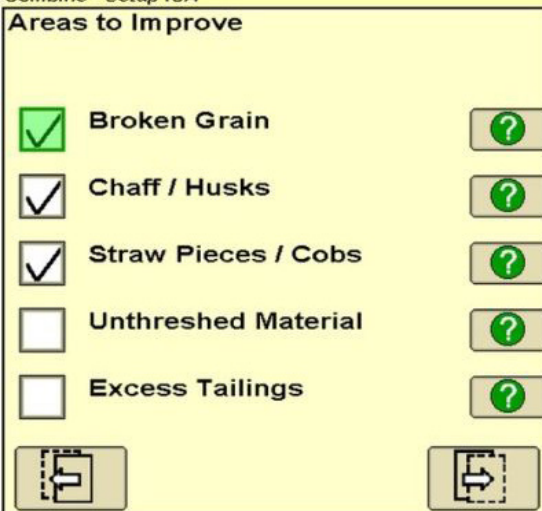 Areas to Improve
Broken Grain
?
Chaff / Husks
?
Straw Pieces / Cobs
?
Unthreshed Material
?
Excess Tailings
?